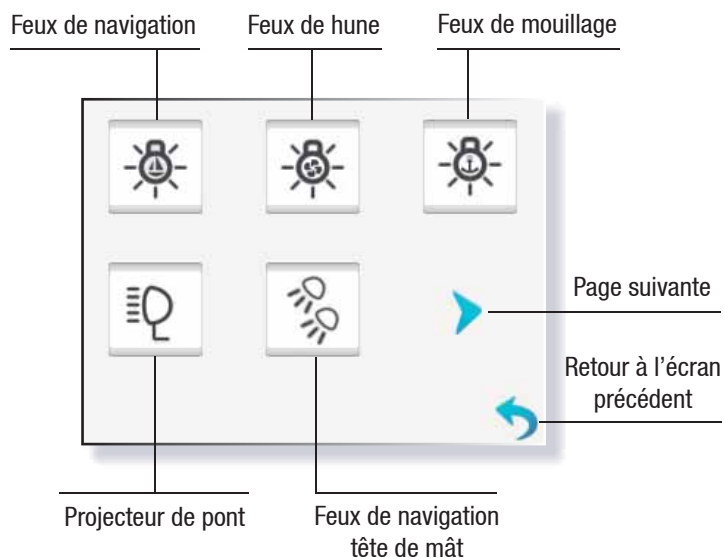 Feux de navigation
Feux de hune
Feux de mouillage
Page suivante
Retour à l’écran
précédent
Projecteur de pont
Feux de navigation
tête de mât